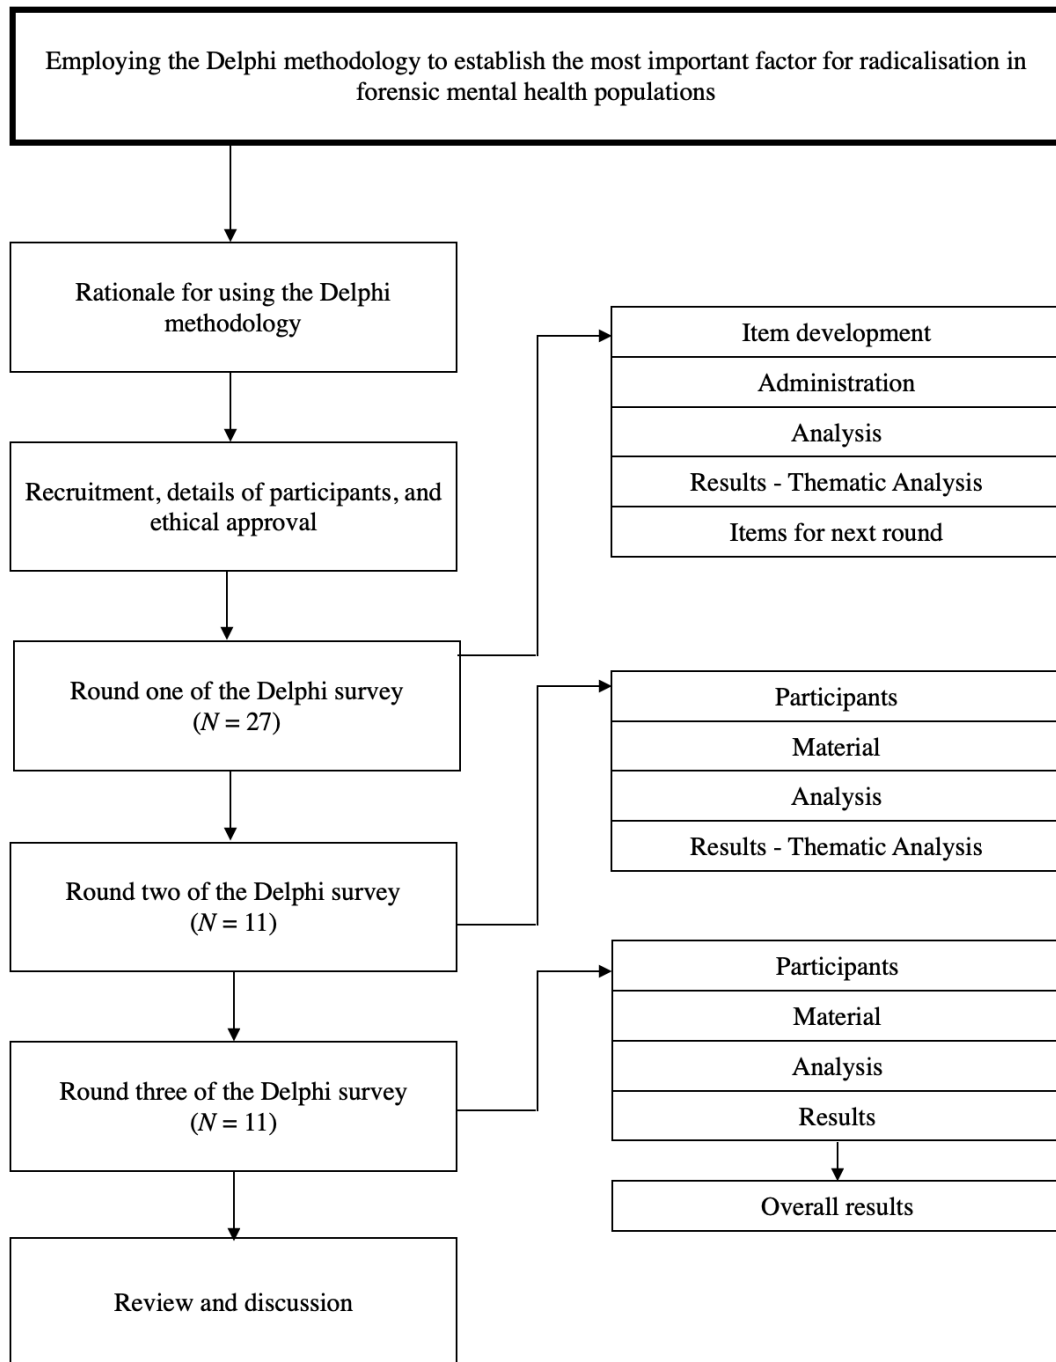 Employing the Delphi methodology to establish the most important factor for radicalisation in
forensic mental health populations
Rationale for using the Delphi
methodology
Recruitment, details of participants, and
ethical approval
Round one of the Delphi survey
(N = 27)
Item development
Administration
Analysis
Results - Thematic Analysis
Items for next round
Round two of the Delphi survey
(N = 11)
Participants
Material
Analysis
Results - Thematic Analysis
Round three of the Delphi survey
(N = 11)
Participants
Material
Analysis
Results
Overall results
Review and discussion